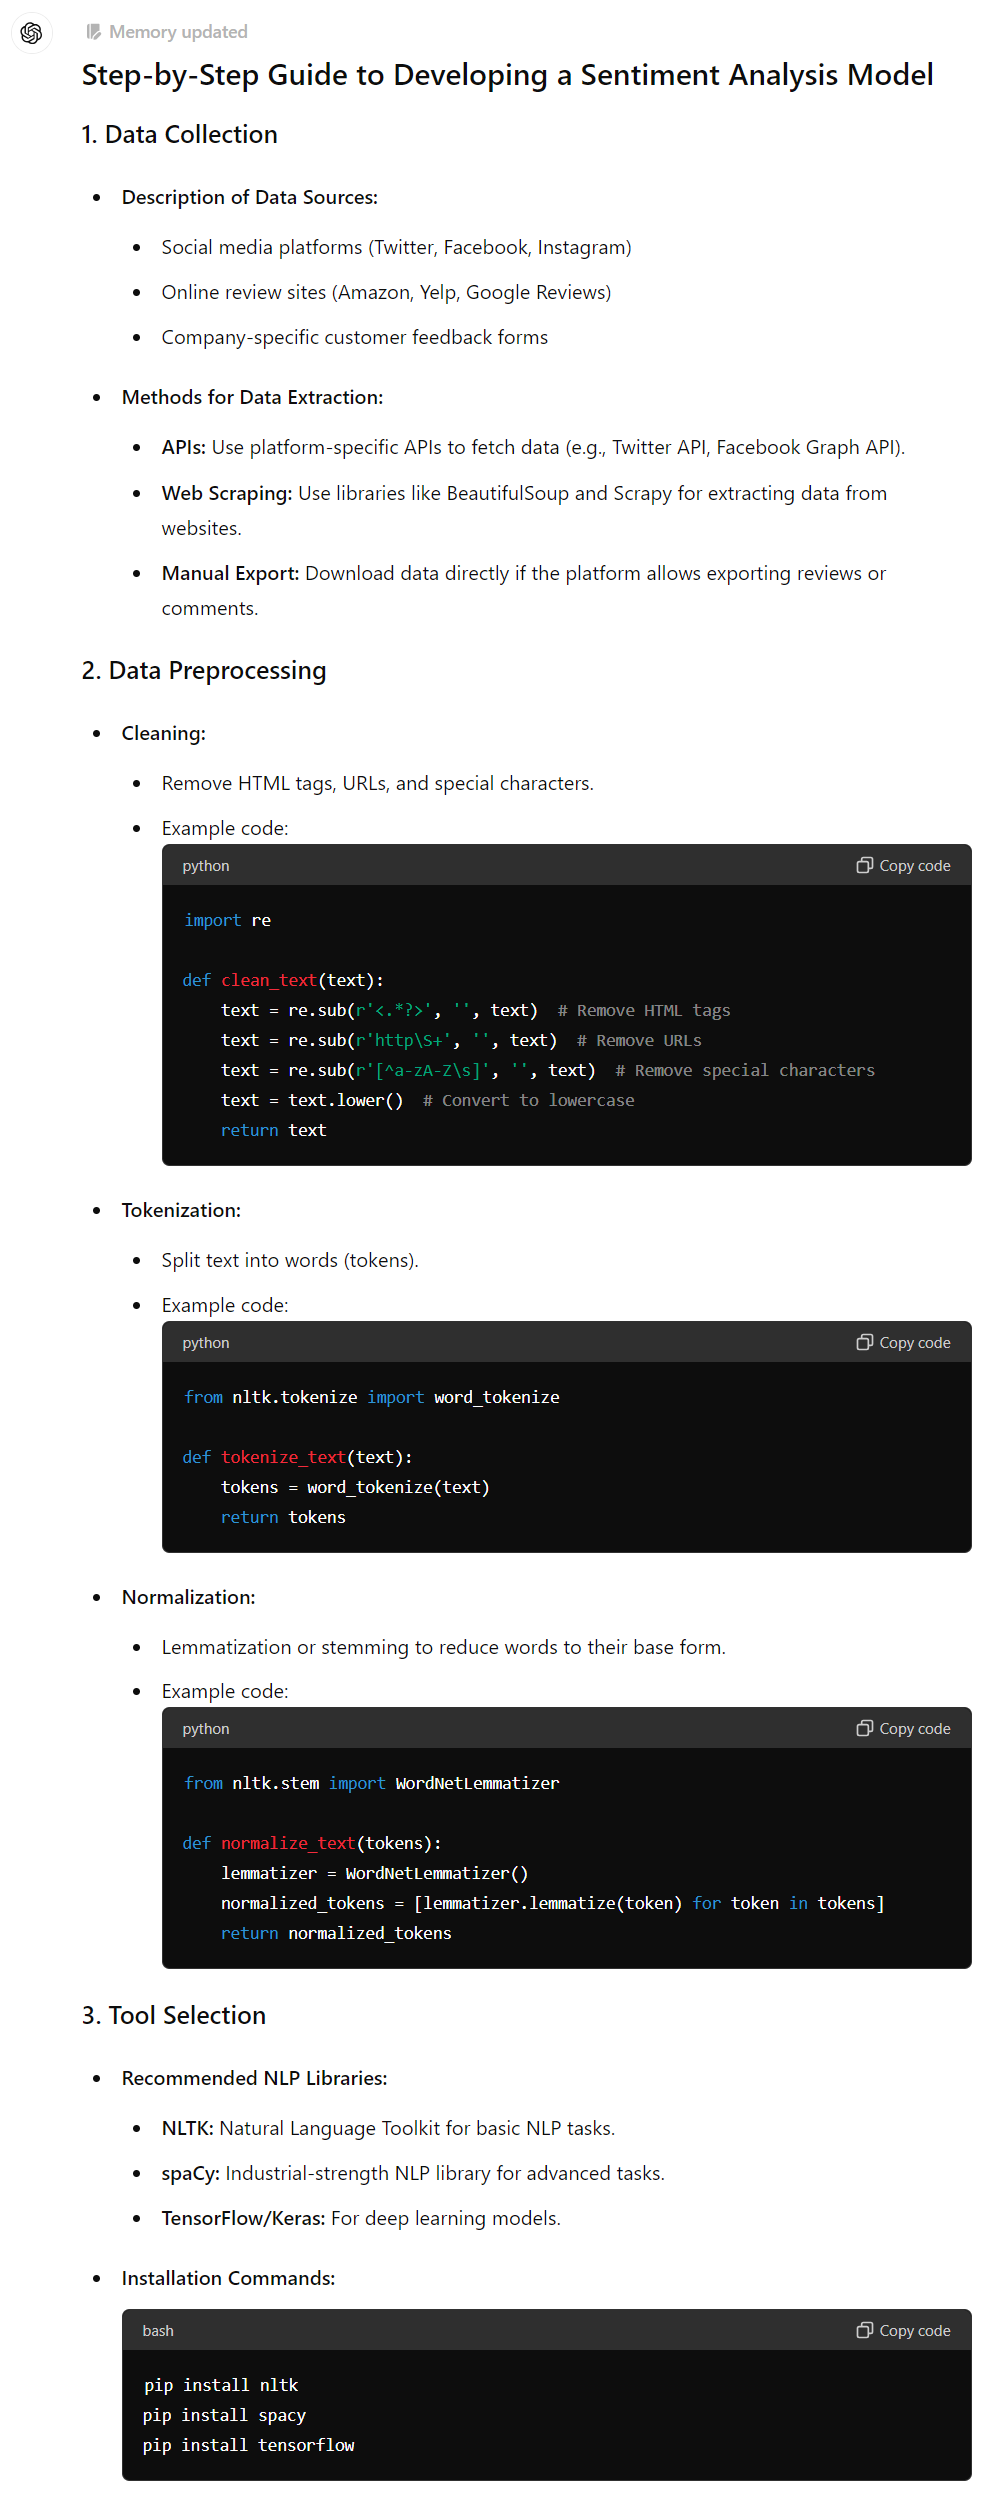 Memory updated
Step-by-Step Guide to Developing a Sentiment Analysis Model
1. Data Collection
• Description of Data Sources:
• Social media platforms (Twitter, Facebook, Instagram)
• Online review sites (Amazon, Yelp, Google Reviews)
• Company-specific customer feedback forms
• Methods for Data Extraction:
• APIs: Use platform-specific APIs to fetch data (e.g., Twitter API, Facebook Graph API).
• Web Scraping: Use libraries like BeautifulSoup and Scrapy for extracting data from
websites.
• Manual Export: Download data directly if the platform allows exporting reviews or
comments.
2. Data Preprocessing
• Cleaning:
• Remove HTML tags, URLs, and special characters.
• Example code:
python Copy code
import re
def clean_text(text):
    text = re.sub(r'<.*?>', '', text)  # Remove HTML tags
    text = re.sub(r'http\S+', '', text)  # Remove URLs
    text = re.sub(r'[^a-zA-Z\s]', '', text)  # Remove special characters
    text = text.lower()  # Convert to lowercase
    return text
• Tokenization:
• Split text into words (tokens).
• Example code:
python Copy code
from nltk.tokenize import word_tokenize
def tokenize_text(text):
    tokens = word_tokenize(text)
    return tokens
• Normalization:
• Lemmatization or stemming to reduce words to their base form.
• Example code:
python Copy code
from nltk.stem import WordNetLemmatizer
def normalize_text(tokens):
    lemmatizer = WordNetLemmatizer()
    normalized_tokens = [lemmatizer.lemmatize(token) for token in tokens]
    return normalized_tokens
3. Tool Selection
• Recommended NLP Libraries:
• NLTK: Natural Language Toolkit for basic NLP tasks.
• spaCy: Industrial-strength NLP library for advanced tasks.
• TensorFlow/Keras: For deep learning models.
• Installation Commands:
bash Copy code
pip install nltk
pip install spacy
pip install tensorflow